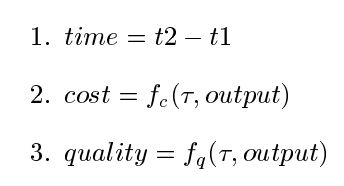 1. time = t2 − t1
2. cost = f_c(τ, output)
3. quality = f_q(τ, output)